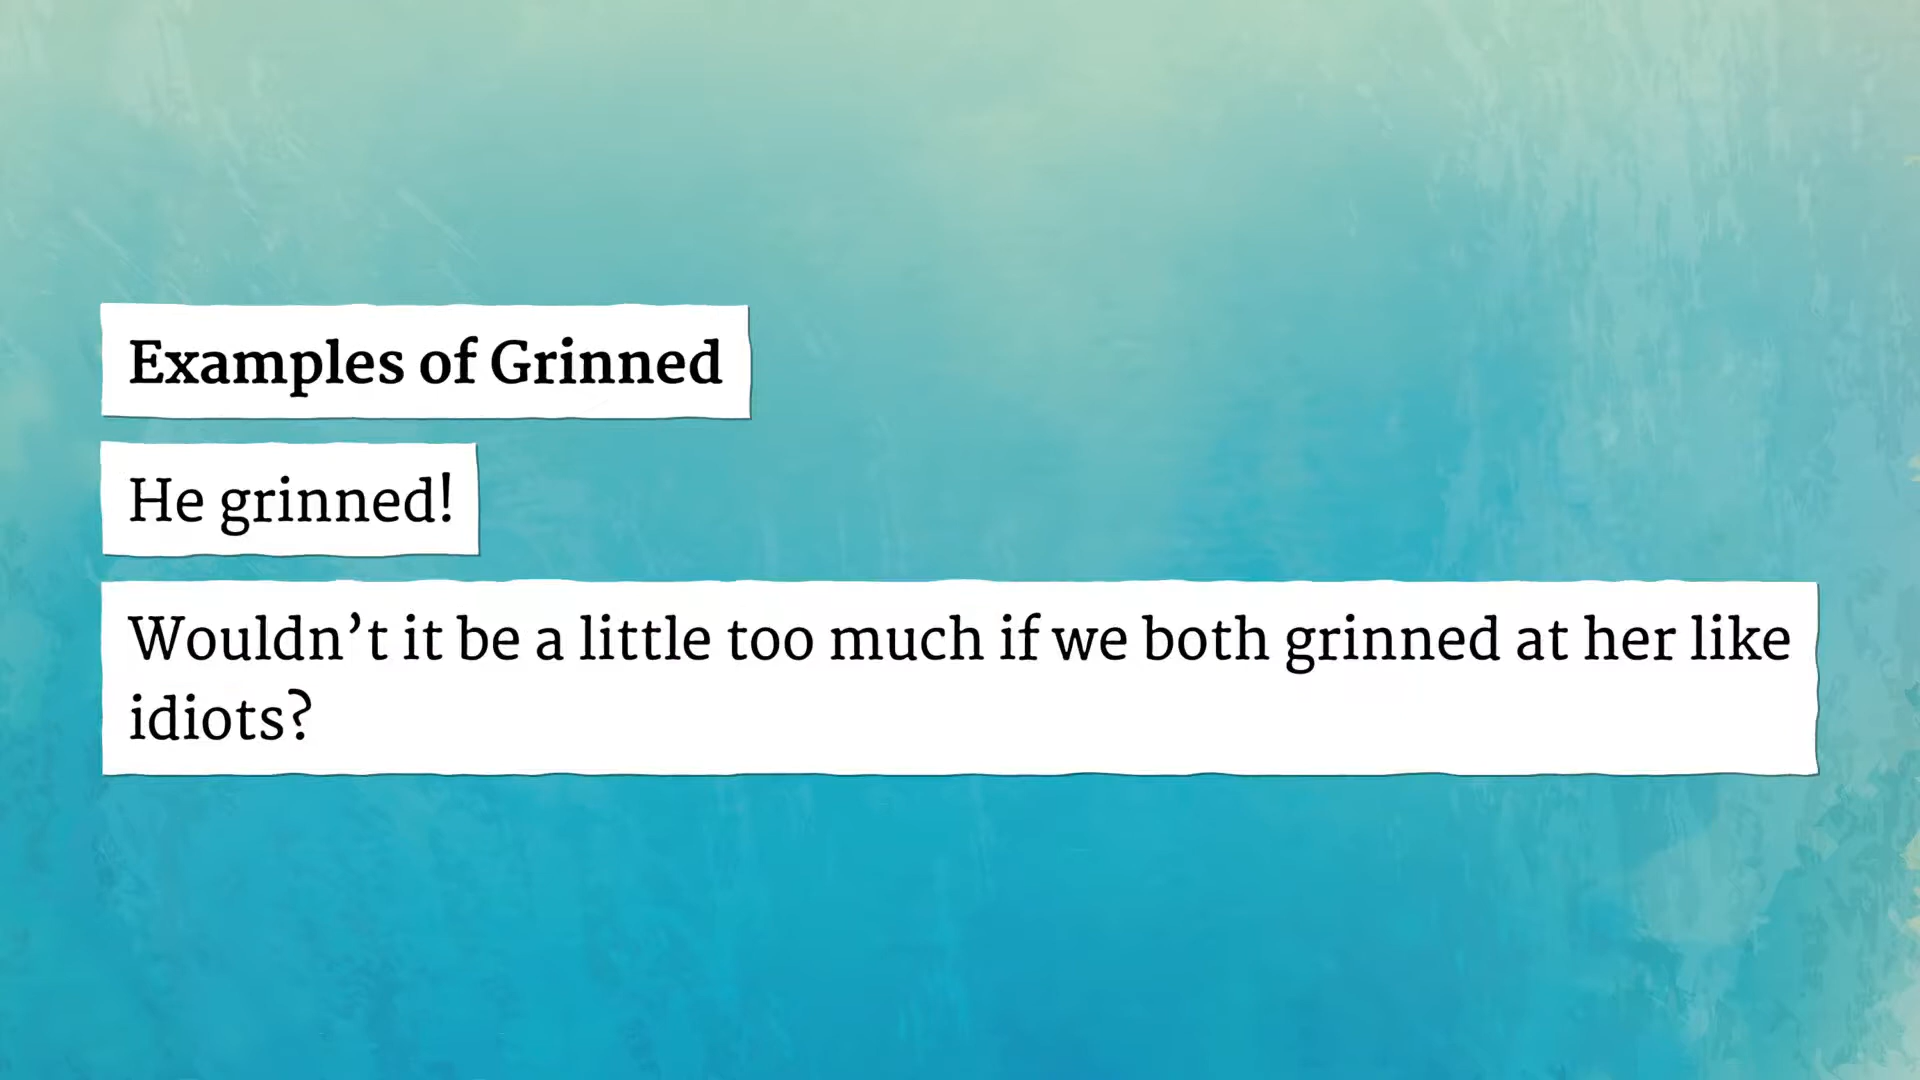 Examples of Grinned
He grinned!
Wouldn’t it be a little too much if we both grinned at her like
idiots?